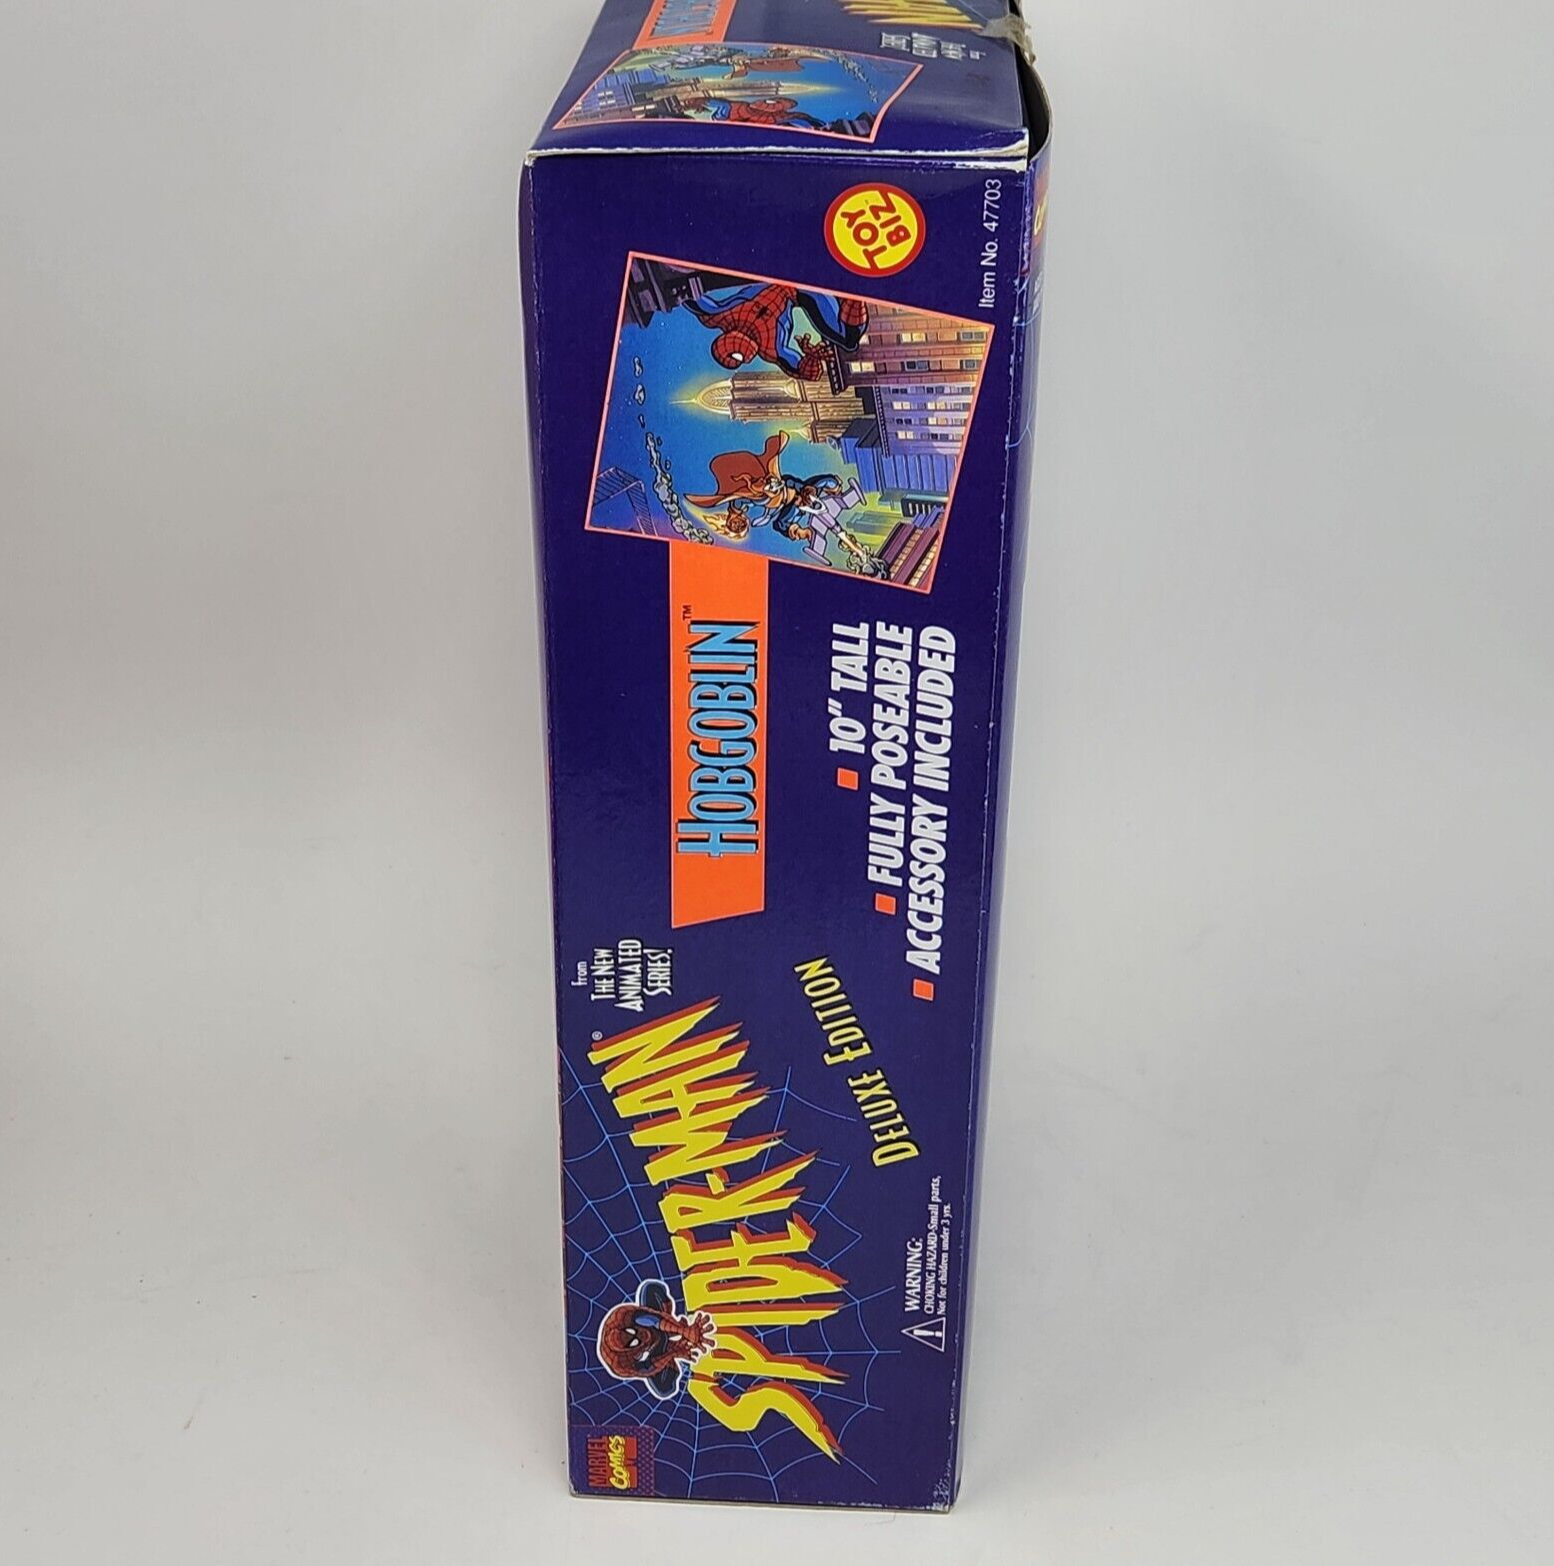 MARVEL
COMICS
SPIDER-MAN®
From
THE NEW
ANIMATED
SERIES!
DELUXE EDITION
WARNING:
CHOKING HAZARD-Small parts,
Not for children under 3 yrs.
HOBGOBLIN™
10" TALL
FULLY POSEABLE
ACCESSORY INCLUDED
TOY
BIZ
Item No. 47703